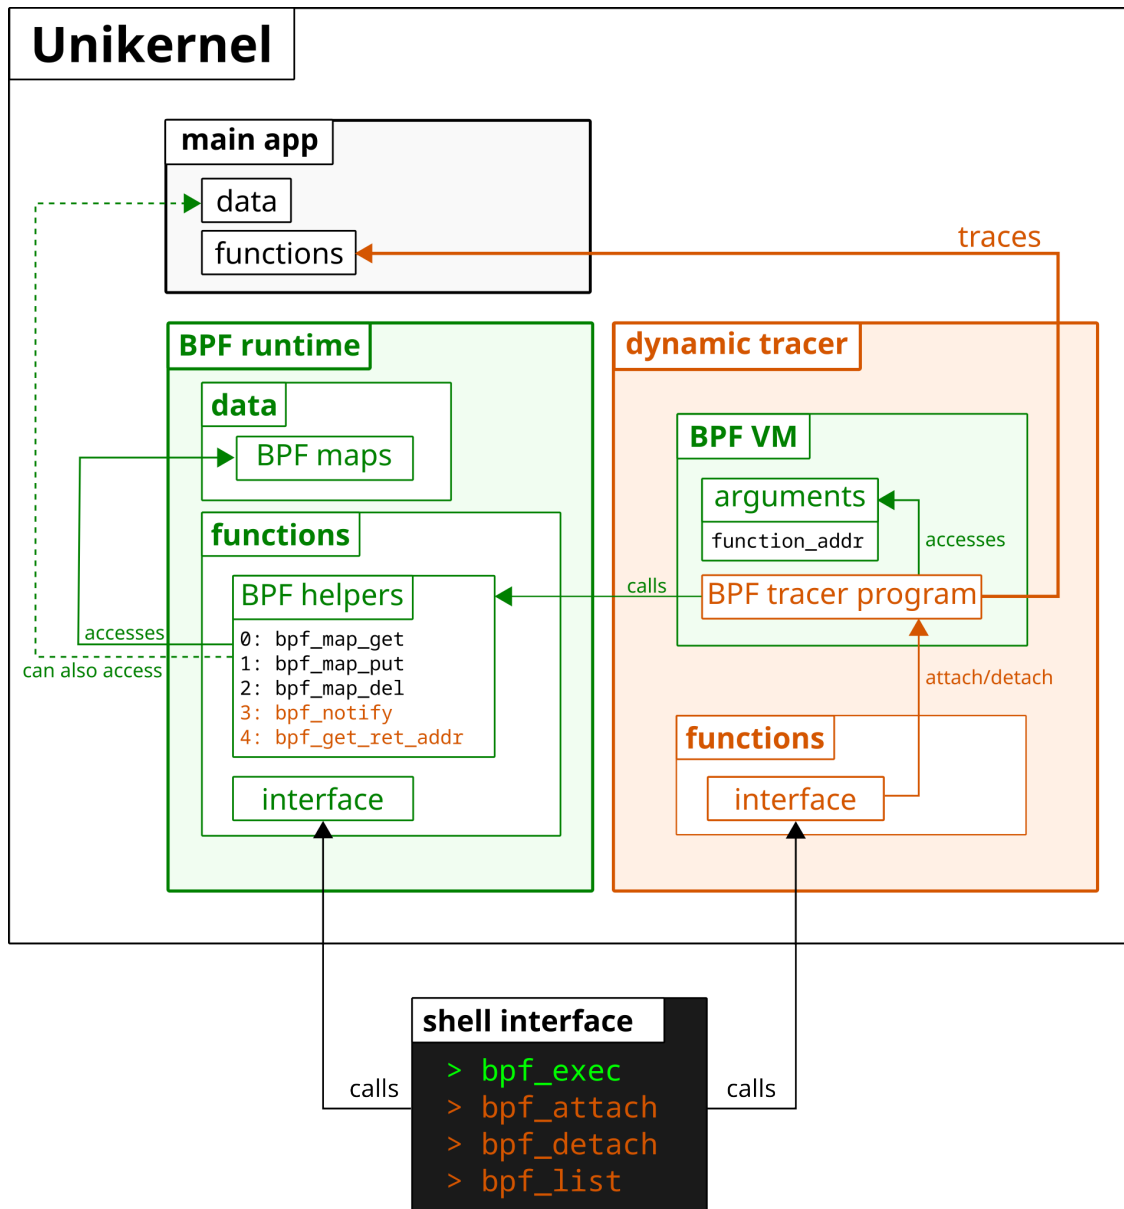 Unikernel
main app
data
functions
traces
BPF runtime
data
BPF maps
functions
BPF helpers
0: bpf_map_get
1: bpf_map_put
2: bpf_map_del
3: bpf_notify
4: bpf_get_ret_addr
interface
accesses
can also access
calls
dynamic tracer
BPF VM
arguments
function_addr
accesses
BPF tracer program
attach/detach
functions
interface
shell interface
> bpf_exec
> bpf_attach
> bpf_detach
> bpf_list
calls
calls